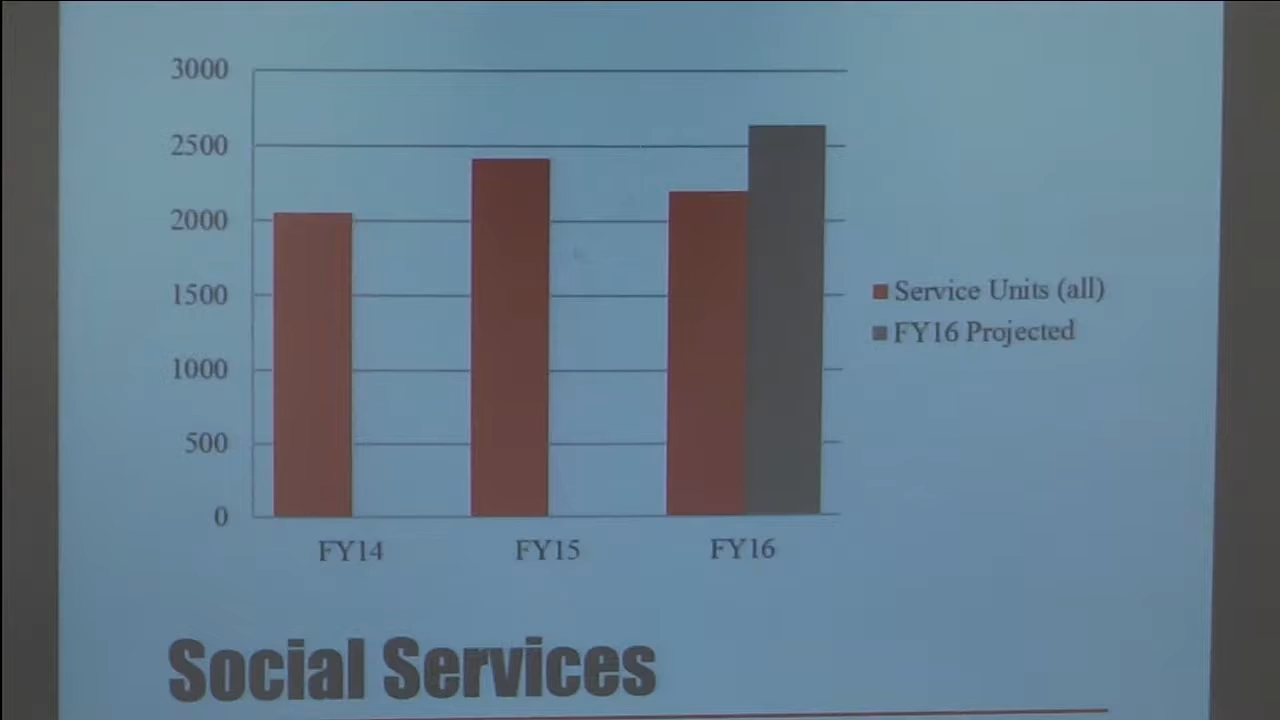 3000
2500
2000
1500
1000
500
0
FY14 FY15 FY16
Service Units (all)
FY16 Projected
Social Services